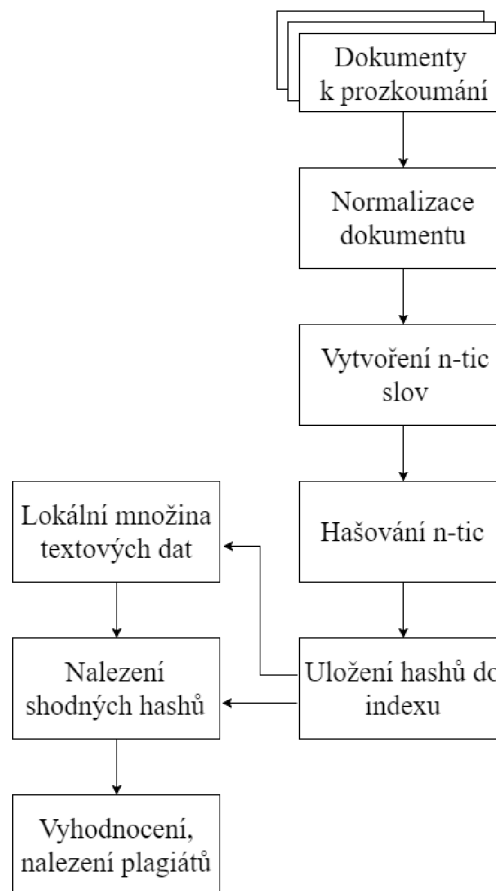 Dokumenty
k prozkoumání
Normalizace
dokumentu
Vytvoření n-tic
slov
Hašování n-tic
Lokální množina
textových dat
Uložení hashů do
indexu
Nalezení
shodných hashů
Vyhodnocení,
nalezení plagiátů